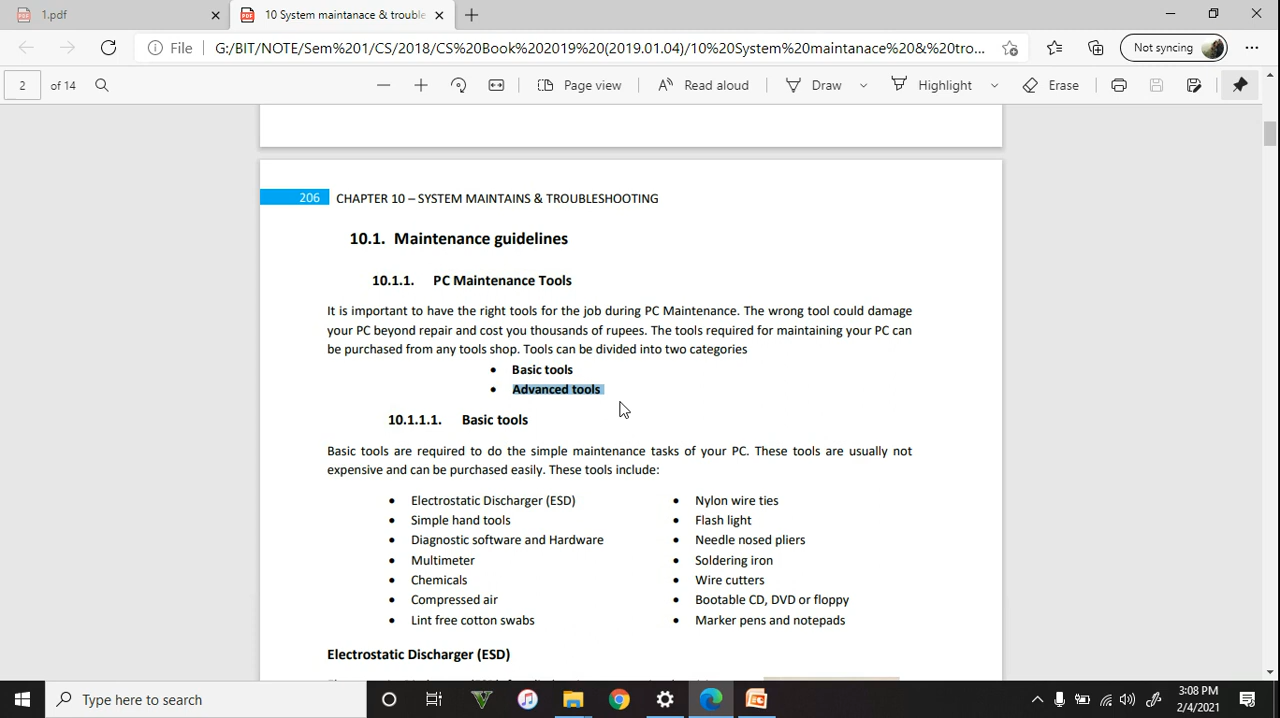 1.pdf
10 System maintanace & trouble
File
G:/BIT/NOTE/Sem%201/CS/2018/CS%20Book%202019%20(2019.01.04)/10%20System%20maintanace%20&%20tro...
Not syncing
2 of 14
Page view
Read aloud
Draw
Highlight
Erase
206 CHAPTER 10 – SYSTEM MAINTAINS & TROUBLESHOOTING
10.1. Maintenance guidelines
10.1.1. PC Maintenance Tools
It is important to have the right tools for the job during PC Maintenance. The wrong tool could damage
your PC beyond repair and cost you thousands of rupees. The tools required for maintaining your PC can
be purchased from any tools shop. Tools can be divided into two categories
• Basic tools
• Advanced tools
10.1.1.1. Basic tools
Basic tools are required to do the simple maintenance tasks of your PC. These tools are usually not
expensive and can be purchased easily. These tools include:
• Electrostatic Discharger (ESD)
• Simple hand tools
• Diagnostic software and Hardware
• Multimeter
• Chemicals
• Compressed air
• Lint free cotton swabs
• Nylon wire ties
• Flash light
• Needle nosed pliers
• Soldering iron
• Wire cutters
• Bootable CD, DVD or floppy
• Marker pens and notepads
Electrostatic Discharger (ESD)
Type here to search
3:08 PM
2/4/2021